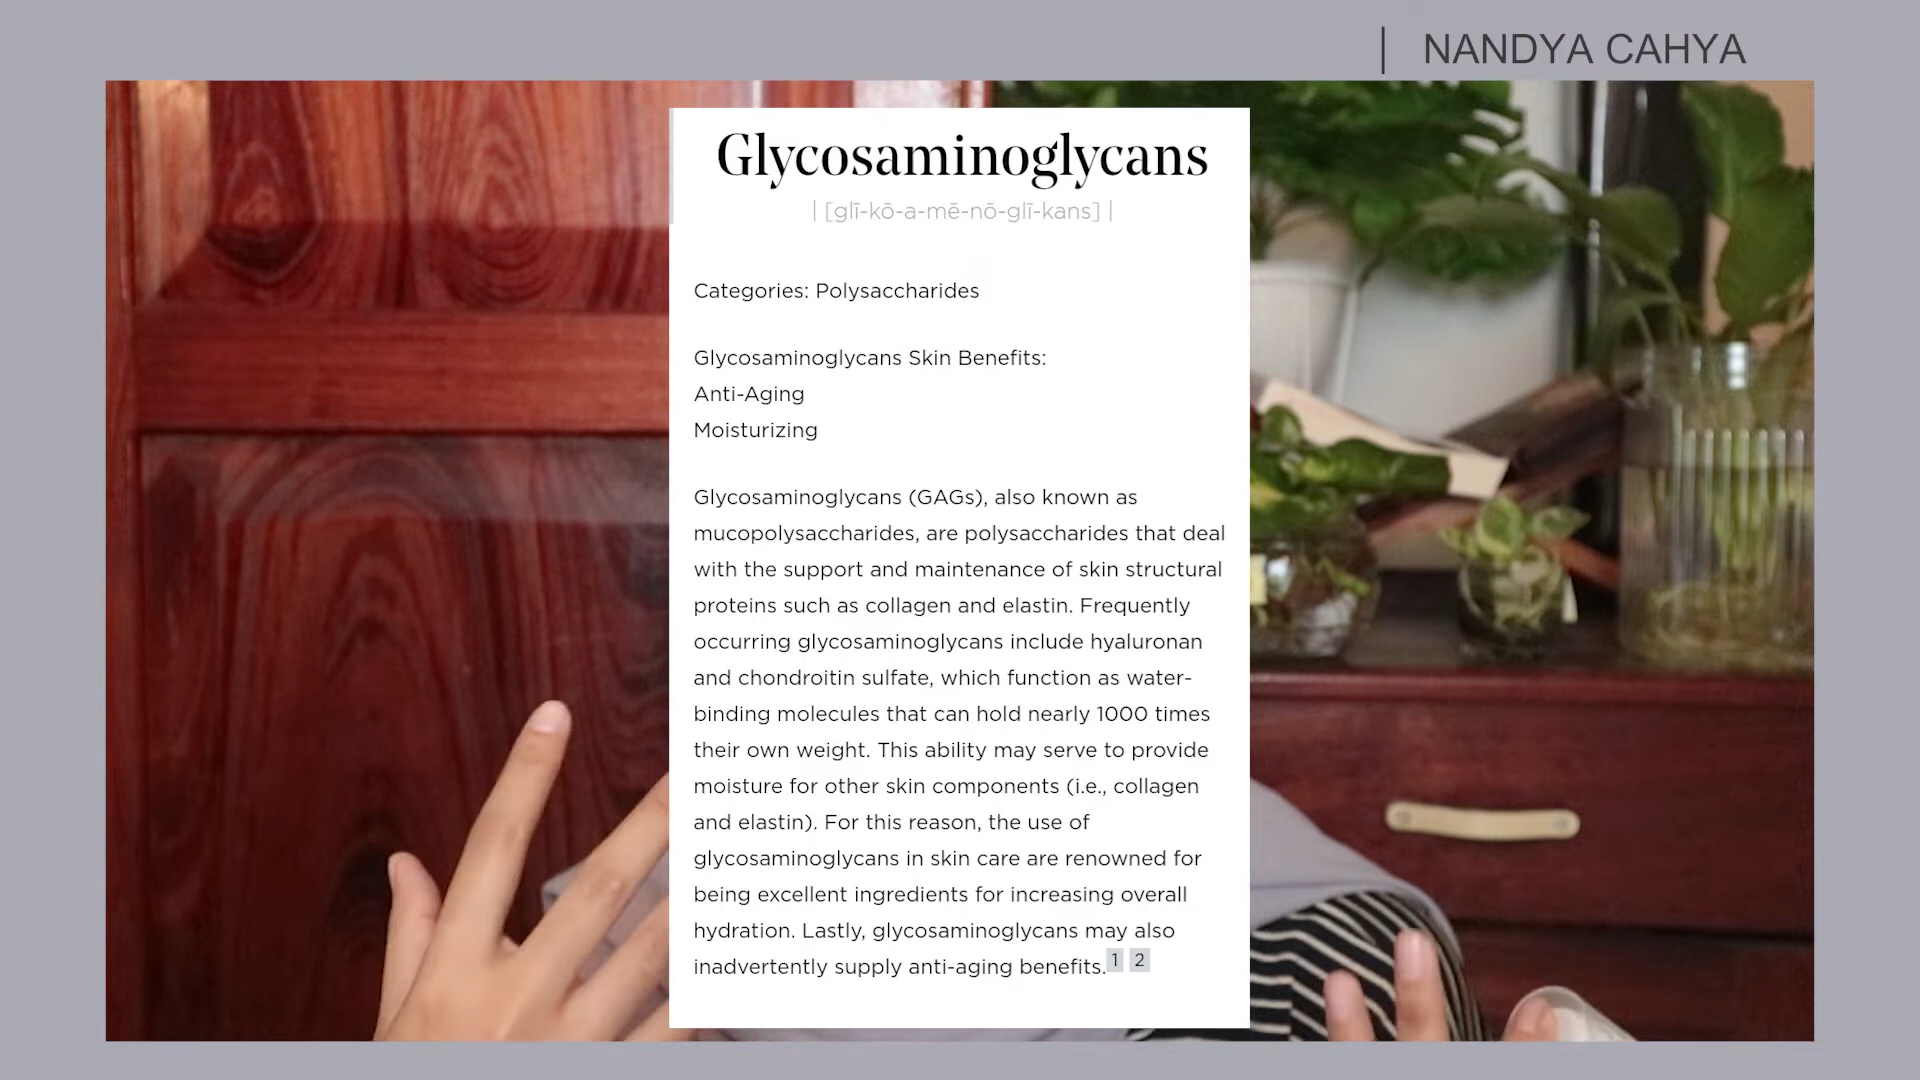 | NANDYA CAHYA
Glycosaminoglycans
| [glī-kō-a-mē-nō-glī-kans] |
Categories: Polysaccharides
Glycosaminoglycans Skin Benefits:
Anti-Aging
Moisturizing
Glycosaminoglycans (GAGs), also known as
mucopolysaccharides, are polysaccharides that deal
with the support and maintenance of skin structural
proteins such as collagen and elastin. Frequently
occurring glycosaminoglycans include hyaluronan
and chondroitin sulfate, which function as water-
binding molecules that can hold nearly 1000 times
their own weight. This ability may serve to provide
moisture for other skin components (i.e., collagen
and elastin). For this reason, the use of
glycosaminoglycans in skin care are renowned for
being excellent ingredients for increasing overall
hydration. Lastly, glycosaminoglycans may also
inadvertently supply anti-aging benefits. 1 2